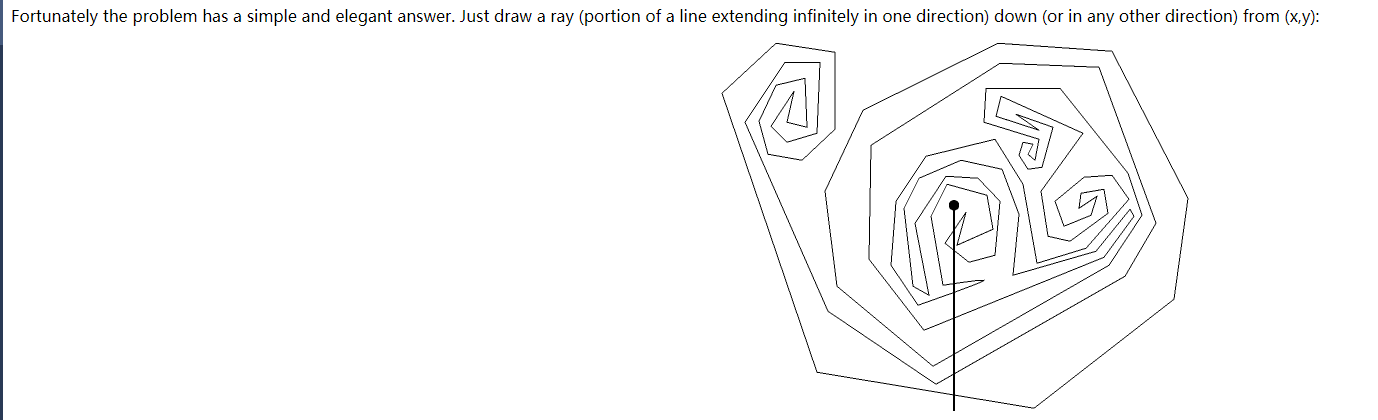 Fortunately the problem has a simple and elegant answer. Just draw a ray (portion of a line extending infinitely in one direction) down (or in any other direction) from (x,y):